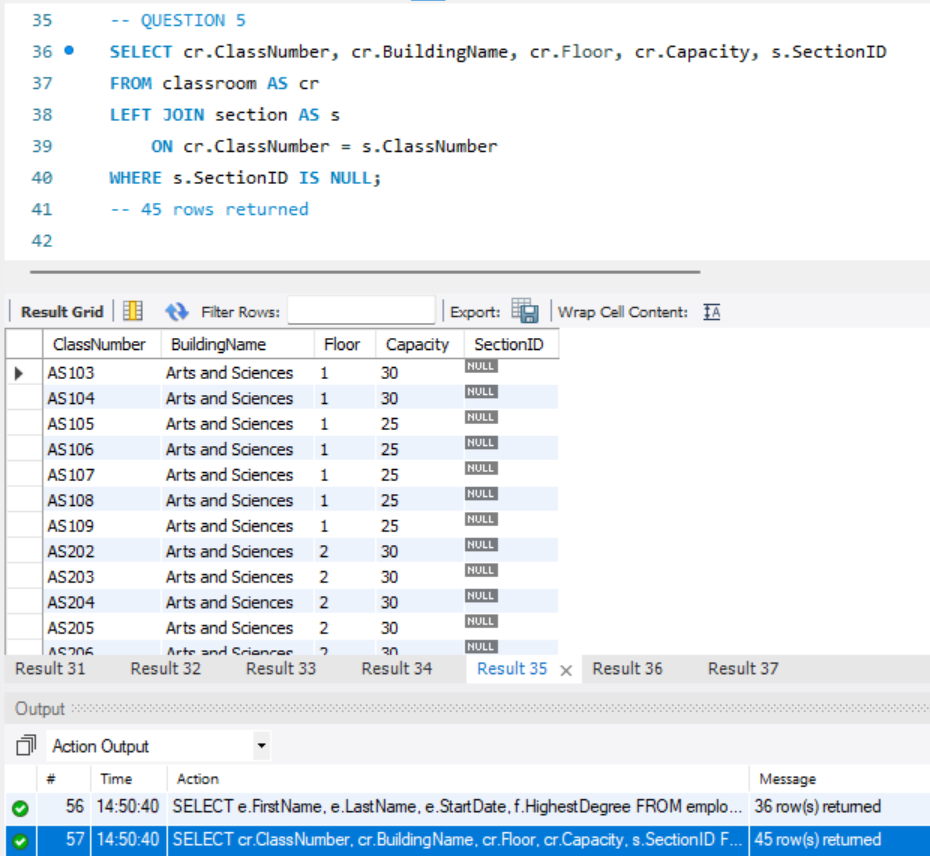 35 -- QUESTION 5
36 SELECT cr.ClassNumber, cr.BuildingName, cr.Floor, cr.Capacity, s.SectionID
37 FROM classroom AS cr
38 LEFT JOIN section AS s
39 ON cr.ClassNumber = s.ClassNumber
40 WHERE s.SectionID IS NULL;
41 -- 45 rows returned
42
Result Grid Filter Rows: Export: Wrap Cell Content: IA
ClassNumber BuildingName Floor Capacity SectionID
AS103 Arts and Sciences 1 30 NULL
AS104 Arts and Sciences 1 30 NULL
AS105 Arts and Sciences 1 25 NULL
AS106 Arts and Sciences 1 25 NULL
AS107 Arts and Sciences 1 25 NULL
AS108 Arts and Sciences 1 25 NULL
AS109 Arts and Sciences 1 25 NULL
AS202 Arts and Sciences 2 30 NULL
AS203 Arts and Sciences 2 30 NULL
AS204 Arts and Sciences 2 30 NULL
AS205 Arts and Sciences 2 30 NULL
AS206 Arts and Sciences 2 30 NULL
Result 31 Result 32 Result 33 Result 34 Result 35 Result 36 Result 37
Output
Action Output
# Time Action Message
56 14:50:40 SELECT e.FirstName, e.LastName, e.StartDate, f.HighestDegree FROM emplo... 36 row(s) returned
57 14:50:40 SELECT cr.ClassNumber, cr.BuildingName, cr.Floor, cr.Capacity, s.SectionID F... 45 row(s) returned